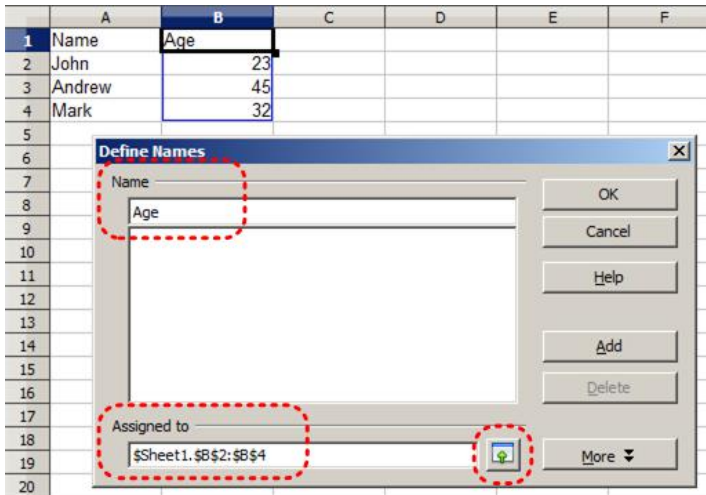 A B C D E F
1 Name Age
2 John 23
3 Andrew 45
4 Mark 32
5
6 Define Names
7 Name
8 Age OK
9 Cancel
10
11 Help
12
13
14 Add
15
16 Delete
17 Assigned to
18
19 $Sheet1.$B$2:$B$4 More
20